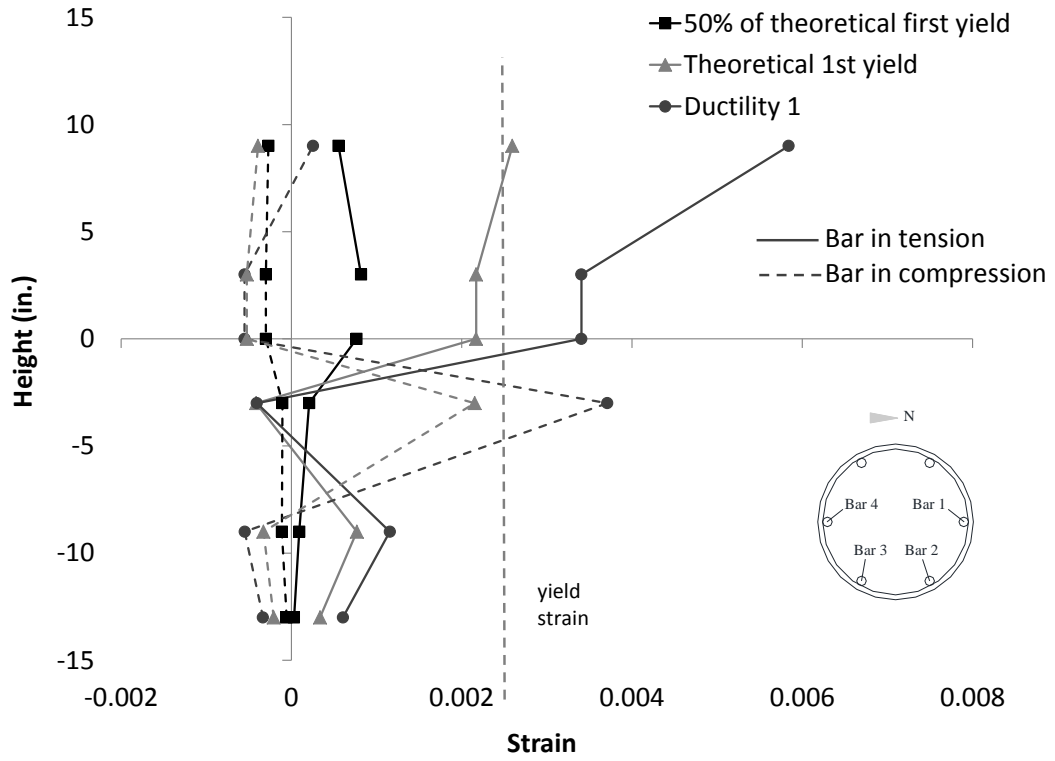 15
50% of theoretical first yield
Theoretical 1st yield
Ductility 1
10
5
Bar in tension
Bar in compression
Height (in.)
-0.002 0 0.002 0.004 0.006 0.008
0
-5
-10
-15
N
Bar 4
Bar 1
Bar 3
Bar 2
yield
strain
Strain